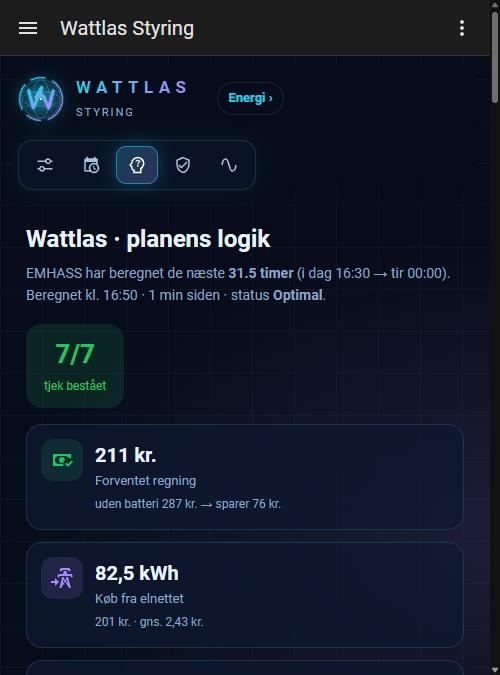 Wattlas Styring
WATTLAS
STYRING
Energi ›
Wattlas · planens logik
EMHASS har beregnet de næste 31.5 timer (i dag 16:30 → tir 00:00).
Beregnet kl. 16:50 · 1 min siden · status Optimal.
7/7
tjek bestået
211 kr.
Forventet regning
uden batteri 287 kr. → sparer 76 kr.
82,5 kWh
Køb fra elnettet
201 kr. · gns. 2,43 kr.